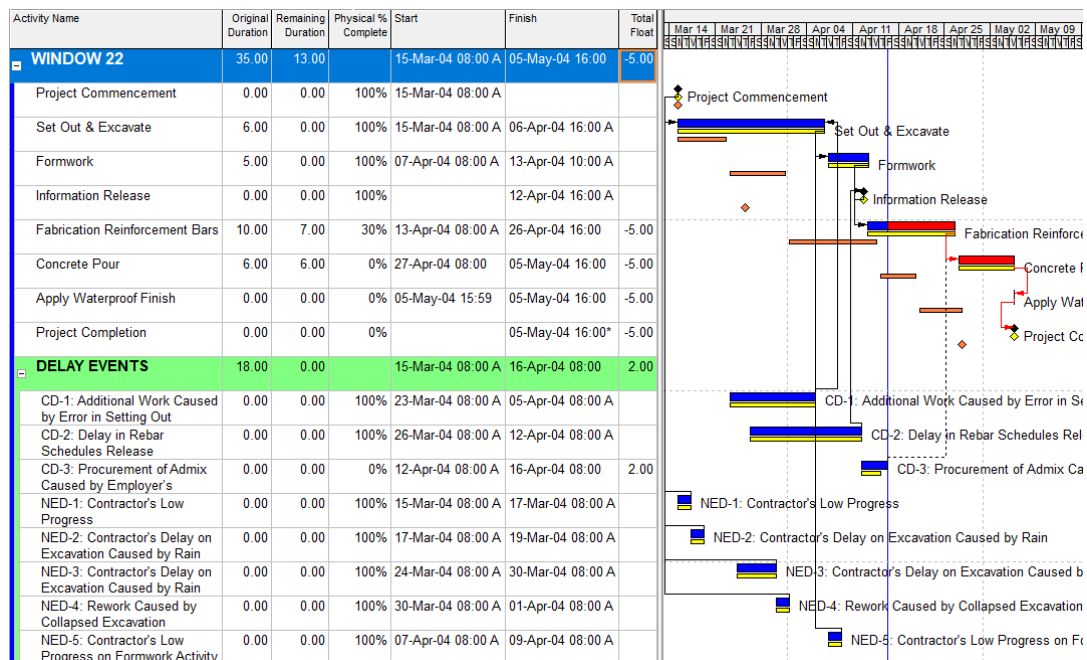 Activity Name Original Remaining Physical % Start Finish Total
Duration Duration Complete Float
Mar 14 Mar 21 Mar 28 Apr 04 Apr 11 Apr 18 Apr 25 May 02 May 09
WINDOW 22 35.00 13.00 15-Mar-04 08:00 A 05-May-04 16:00 -5.00
Project Commencement 0.00 0.00 100% 15-Mar-04 08:00 A Project Commencement
Set Out & Excavate 6.00 0.00 100% 15-Mar-04 08:00 A 06-Apr-04 16:00 A Set Out & Excavate
Formwork 5.00 0.00 100% 07-Apr-04 08:00 A 13-Apr-04 10:00 A Formwork
Information Release 0.00 0.00 100% 12-Apr-04 16:00 A Information Release
Fabrication Reinforcement Bars 10.00 7.00 30% 13-Apr-04 08:00 A 26-Apr-04 16:00 -5.00 Fabrication Reinforce
Concrete Pour 6.00 6.00 0% 27-Apr-04 08:00 05-May-04 16:00 -5.00 Concrete P
Apply Waterproof Finish 0.00 0.00 0% 05-May-04 15:59 05-May-04 16:00 -5.00 Apply Wat
Project Completion 0.00 0.00 0% 05-May-04 16:00* -5.00 Project Co
DELAY EVENTS 18.00 0.00 15-Mar-04 08:00 A 16-Apr-04 08:00 2.00
CD-1: Additional Work Caused 0.00 0.00 100% 23-Mar-04 08:00 A 05-Apr-04 08:00 A CD-1: Additional Work Caused by Error in Se
by Error in Setting Out
CD-2: Delay in Rebar 0.00 0.00 100% 26-Mar-04 08:00 A 12-Apr-04 08:00 A CD-2: Delay in Rebar Schedules Rel
Schedules Release
CD-3: Procurement of Admix 0.00 0.00 0% 12-Apr-04 08:00 A 16-Apr-04 08:00 2.00 CD-3: Procurement of Admix Ca
Caused by Employer's
NED-1: Contractor's Low 0.00 0.00 100% 15-Mar-04 08:00 A 17-Mar-04 08:00 A NED-1: Contractor's Low Progress
Progress
NED-2: Contractor's Delay on 0.00 0.00 100% 17-Mar-04 08:00 A 19-Mar-04 08:00 A NED-2: Contractor's Delay on Excavation Caused by Rain
Excavation Caused by Rain
NED-3: Contractor's Delay on 0.00 0.00 100% 24-Mar-04 08:00 A 30-Mar-04 08:00 A NED-3: Contractor's Delay on Excavation Caused b
Excavation Caused by Rain
NED-4: Rework Caused by 0.00 0.00 100% 30-Mar-04 08:00 A 01-Apr-04 08:00 A NED-4: Rework Caused by Collapsed Excavation
Collapsed Excavation
NED-5: Contractor's Low 0.00 0.00 100% 07-Apr-04 08:00 A 09-Apr-04 08:00 A NED-5: Contractor's Low Progress on Fo
Progress on Formwork Activity